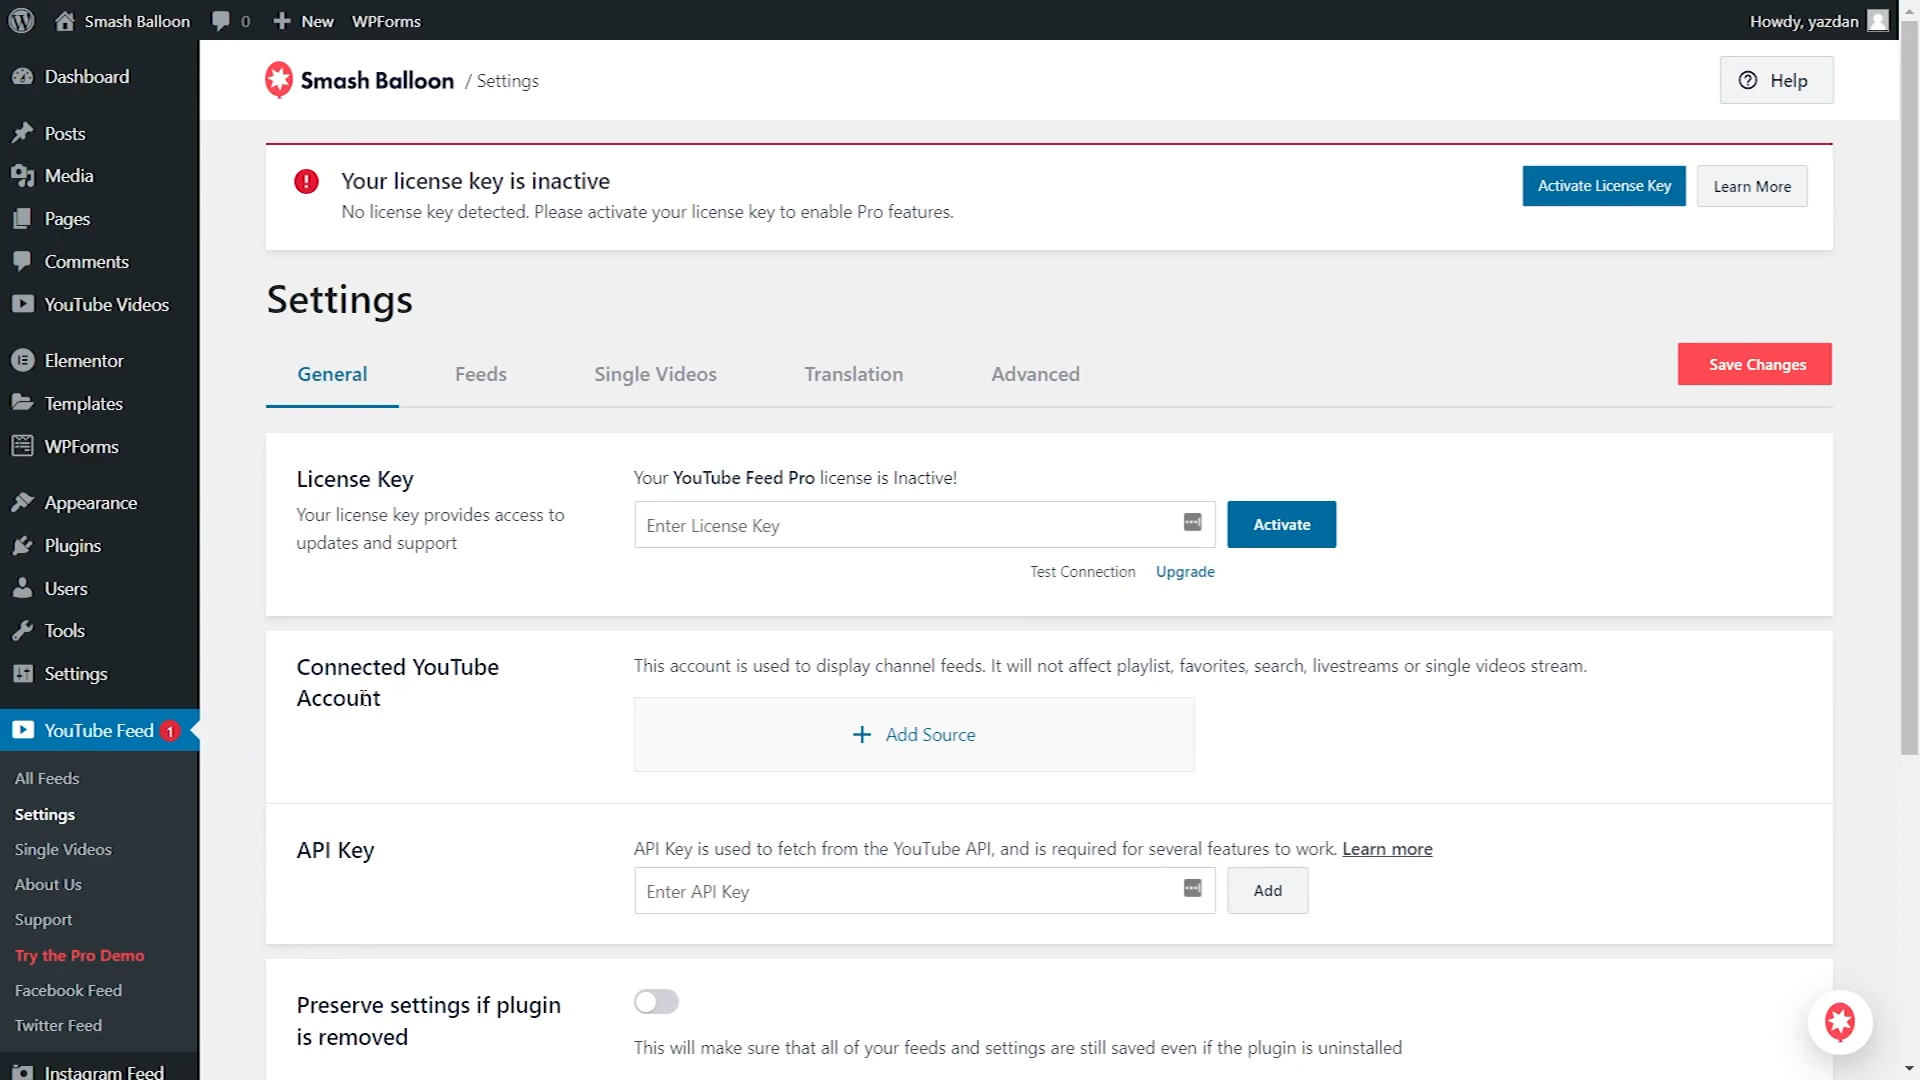 Smash Balloon
0
New
WPForms
Howdy, yazdan
Dashboard
Posts
Media
Pages
Comments
YouTube Videos
Elementor
Templates
WPForms
Appearance
Plugins
Users
Tools
Settings
YouTube Feed 1
All Feeds
Settings
Single Videos
About Us
Support
Try the Pro Demo
Facebook Feed
Twitter Feed
Instagram Feed
Smash Balloon / Settings
Help
Your license key is inactive
No license key detected. Please activate your license key to enable Pro features.
Activate License Key
Learn More
Settings
General
Feeds
Single Videos
Translation
Advanced
Save Changes
License Key
Your license key provides access to
updates and support
Your YouTube Feed Pro license is Inactive!
Enter License Key
Activate
Test Connection
Upgrade
Connected YouTube
Account
This account is used to display channel feeds. It will not affect playlist, favorites, search, livestreams or single videos stream.
+ Add Source
API Key
API Key is used to fetch from the YouTube API, and is required for several features to work. Learn more
Enter API Key
Add
Preserve settings if plugin
is removed
This will make sure that all of your feeds and settings are still saved even if the plugin is uninstalled